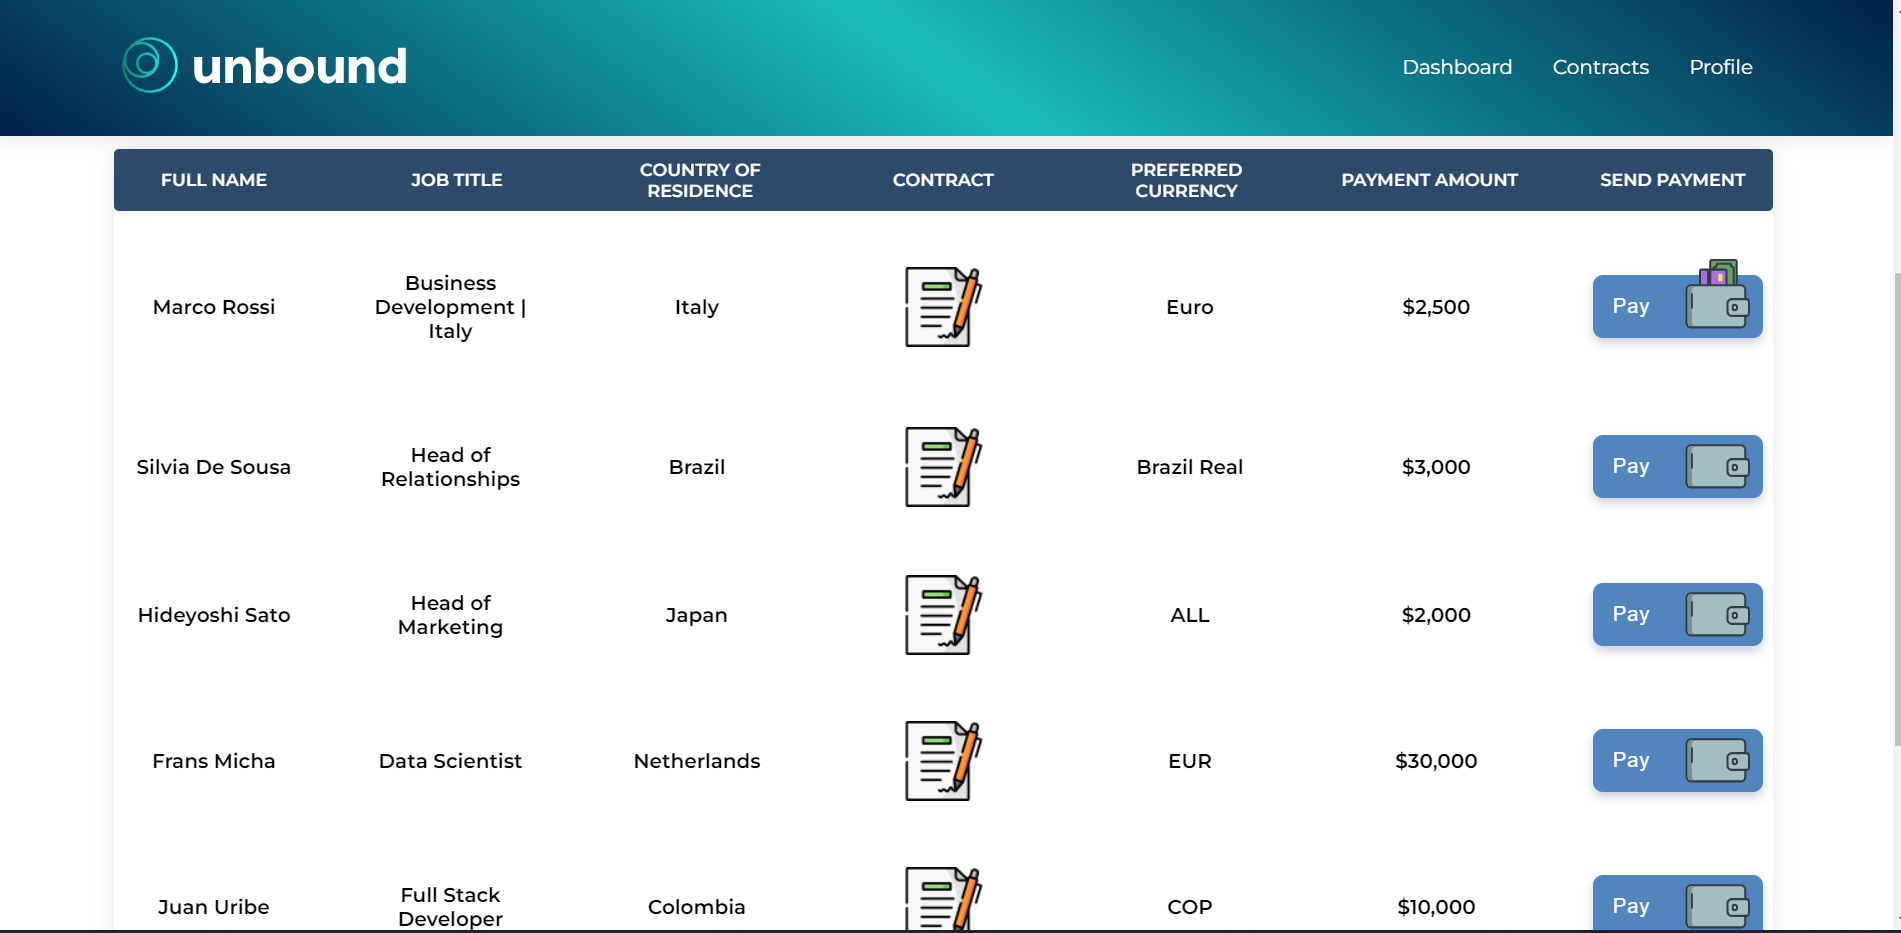 unbound
Dashboard Contracts Profile
FULL NAME JOB TITLE COUNTRY OF RESIDENCE CONTRACT PREFERRED CURRENCY PAYMENT AMOUNT SEND PAYMENT
Marco Rossi
Business
Development |
Italy
Italy
Euro
$2,500
Pay
Silvia De Sousa
Head of
Relationships
Brazil
Brazil Real
$3,000
Pay
Hideyoshi Sato
Head of
Marketing
Japan
ALL
$2,000
Pay
Frans Micha
Data Scientist
Netherlands
EUR
$30,000
Pay
Juan Uribe
Full Stack
Developer
Colombia
COP
$10,000
Pay